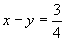 x − y = 3/4